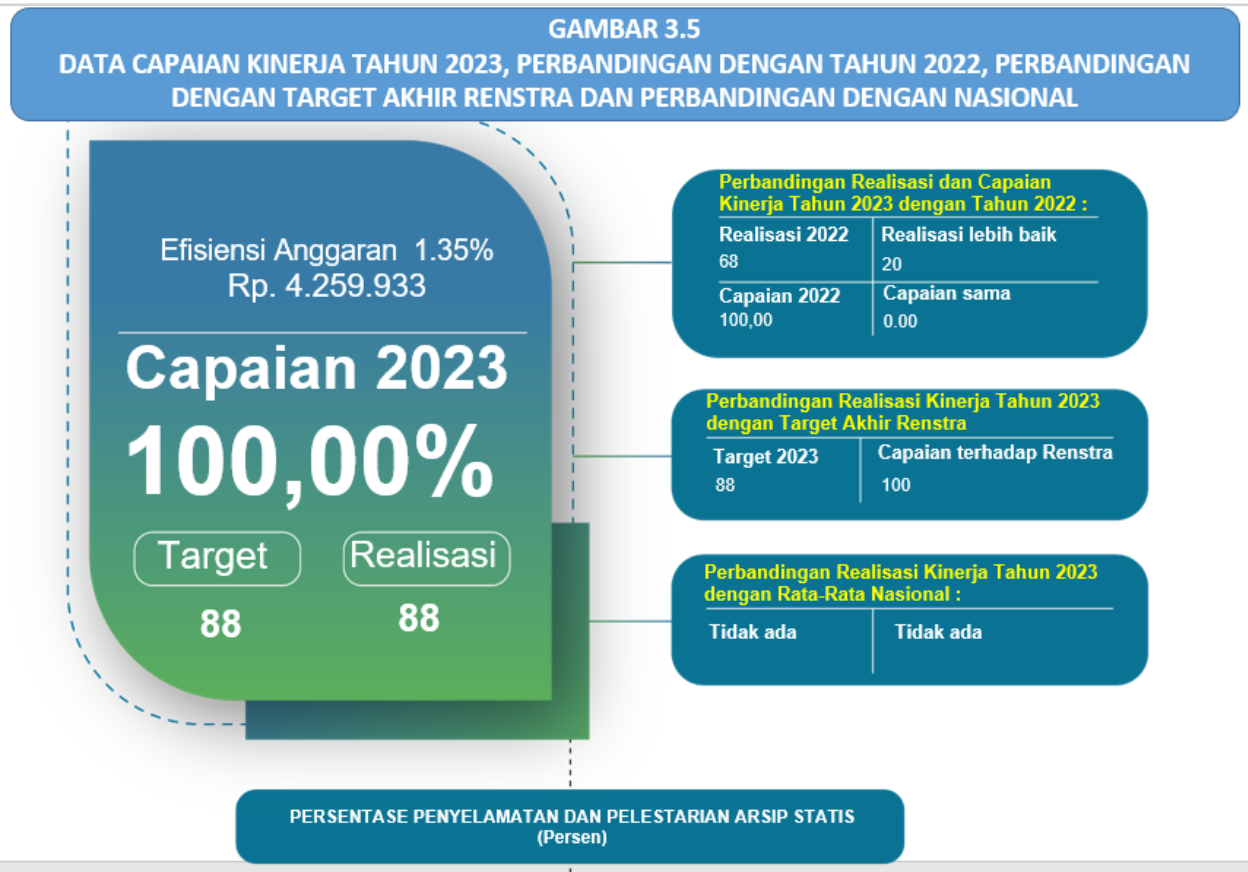 GAMBAR 3.5
DATA CAPAIAN KINERJA TAHUN 2023, PERBANDINGAN DENGAN TAHUN 2022, PERBANDINGAN
DENGAN TARGET AKHIR RENSTRA DAN PERBANDINGAN DENGAN NASIONAL
Efisiensi Anggaran 1.35%
Rp. 4.259.933
Capaian 2023
100,00%
Target Realisasi
88 88
Perbandingan Realisasi dan Capaian
Kinerja Tahun 2023 dengan Tahun 2022 :
Realisasi 2022 Realisasi lebih baik
68 20
Capaian 2022 Capaian sama
100,00 0.00
Perbandingan Realisasi Kinerja Tahun 2023
dengan Target Akhir Renstra
Target 2023 Capaian terhadap Renstra
88 100
Perbandingan Realisasi Kinerja Tahun 2023
dengan Rata-Rata Nasional :
Tidak ada Tidak ada
PERSENTASE PENYELAMATAN DAN PELESTARIAN ARSIP STATIS
(Persen)